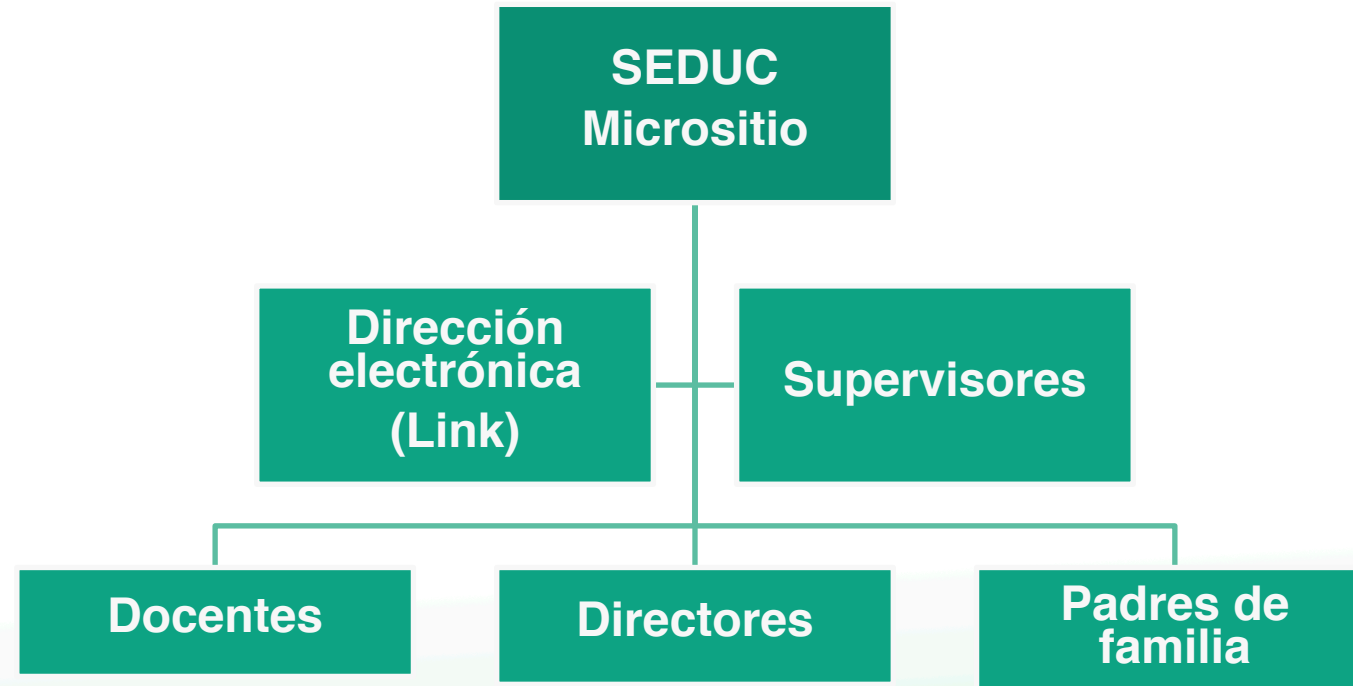 SEDUC
Micrositio
Dirección
electrónica
(Link)
Supervisores
Docentes
Directores
Padres de
familia